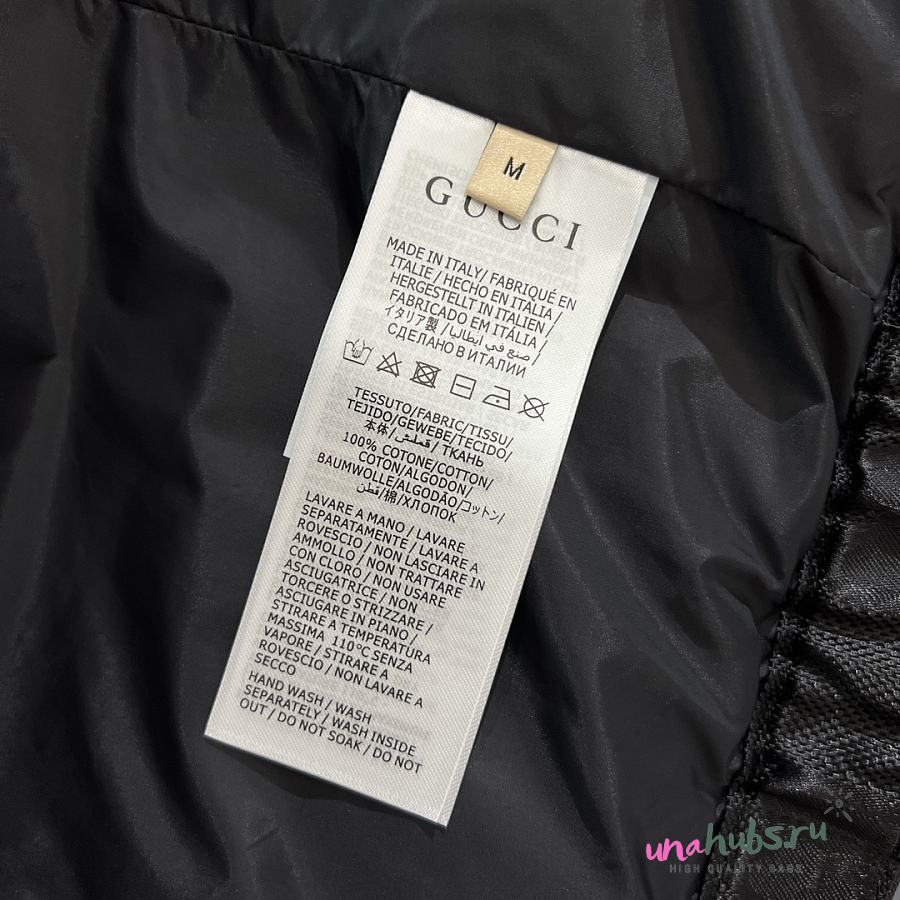 M
GUCCI
MADE IN ITALY/ FABRIQUÉ EN
ITALIE / HECHO EN ITALIA /
HERGESTELLT IN ITALIEN /
FABRICADO EM ITÁLIA /
イタリア製 / صنع في ايطاليا /
СДЕЛАНО В ИТАЛИИ
TESSUTO/FABRIC/TISSU/
TEJIDO/GEWEBE/TECIDO/
本体/قماش/ ТКАНЬ
100% COTONE/COTTON/
COTON/ALGODON/
BAUMWOLLE/ALGODÃO/コットン/
قطن/棉/ХЛОПОК
LAVARE A MANO / LAVARE
SEPARATAMENTE / LAVARE A
ROVESCIO / NON LASCIARE IN
AMMOLLO / NON TRATTARE
CON CLORO / NON USARE
ASCIUGATRICE / NON
TORCERE O STRIZZARE /
ASCIUGARE IN PIANO /
STIRARE A TEMPERATURA
MASSIMA 110°C SENZA
VAPORE / STIRARE A
ROVESCIO / NON LAVARE A
SECCO
HAND WASH / WASH
SEPARATELY / WASH INSIDE
OUT / DO NOT SOAK / DO NOT
unahubs.ru
HIGH QUALITY BAGS